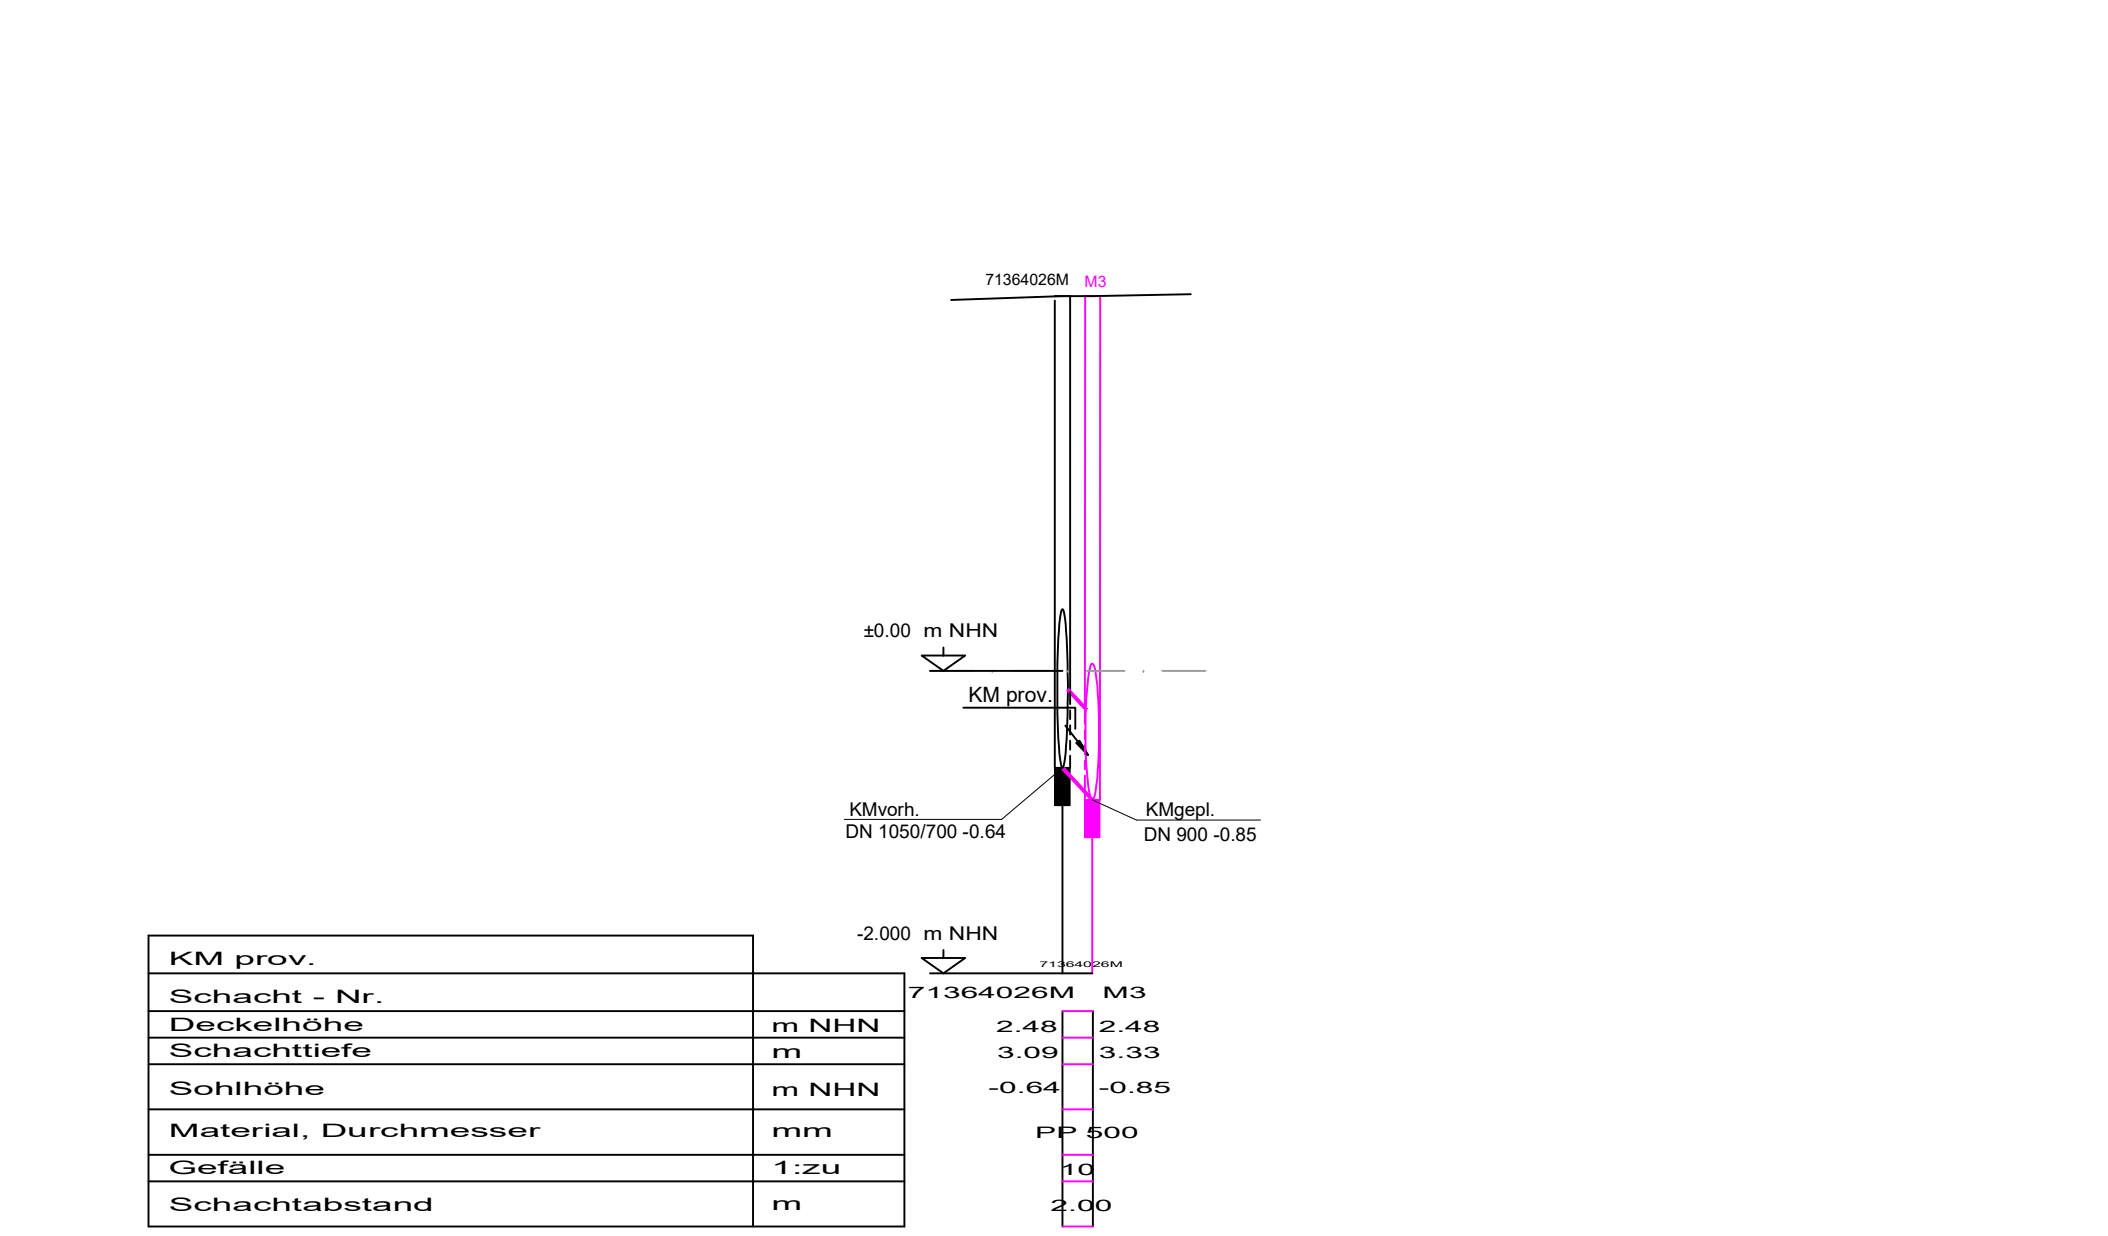 71364026M M3
±0.00 m NHN
KM prov.
KMvorh.
DN 1050/700 -0.64
KMgepl.
DN 900 -0.85
-2.000 m NHN
71364026M
KM prov.
Schacht - Nr. 71364026M M3
Deckelhöhe m NHN 2.48 2.48
Schachttiefe m 3.09 3.33
Sohlhöhe m NHN -0.64 -0.85
Material, Durchmesser mm PP 500
Gefälle 1:zu 10
Schachtabstand m 2.00